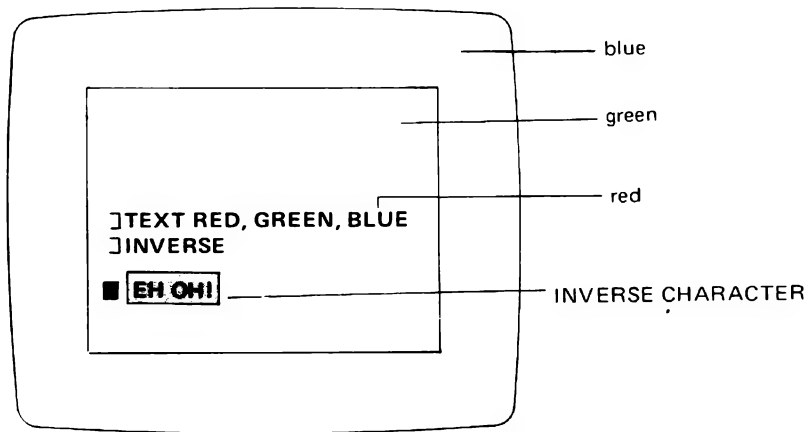 blue
green
red
]TEXT RED, GREEN, BLUE
]INVERSE
EH OH!
INVERSE CHARACTER